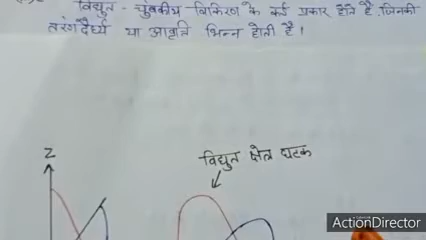 विद्युत - चुंबकीय विकिरण के कई प्रकार होते है जिनकी
तरंगदैर्ध्य या आवृति भिन्न होती है।
विद्युत क्षेत्र घटक
Z
ActionDirector